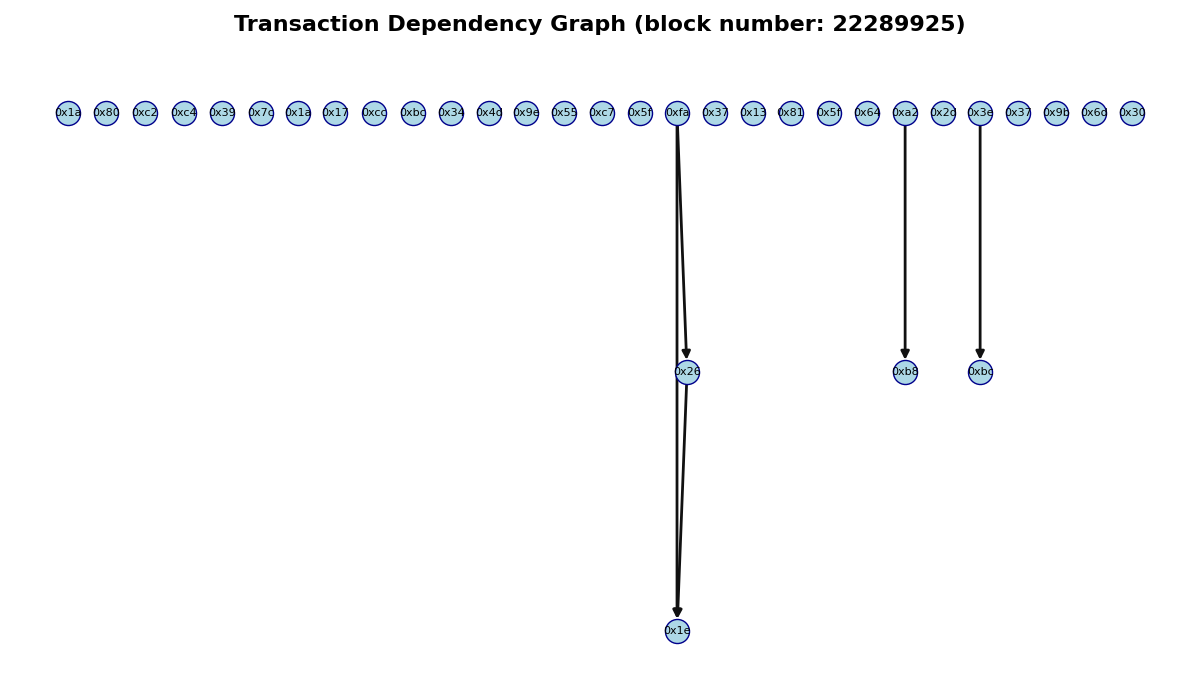 Transaction Dependency Graph (block number: 22289925)
0x1a 0x80 0xc2 0xc4 0x39 0x7c 0x1a 0x17 0xcc 0xbc 0x34 0x4d 0x9e 0x55 0xc7 0x5f 0xfa 0x37 0x13 0x81 0x5f 0x64 0xa2 0x2d 0x3e 0x37 0x9b 0x6d 0x30
0x26 0xb8 0xbc
0x1e